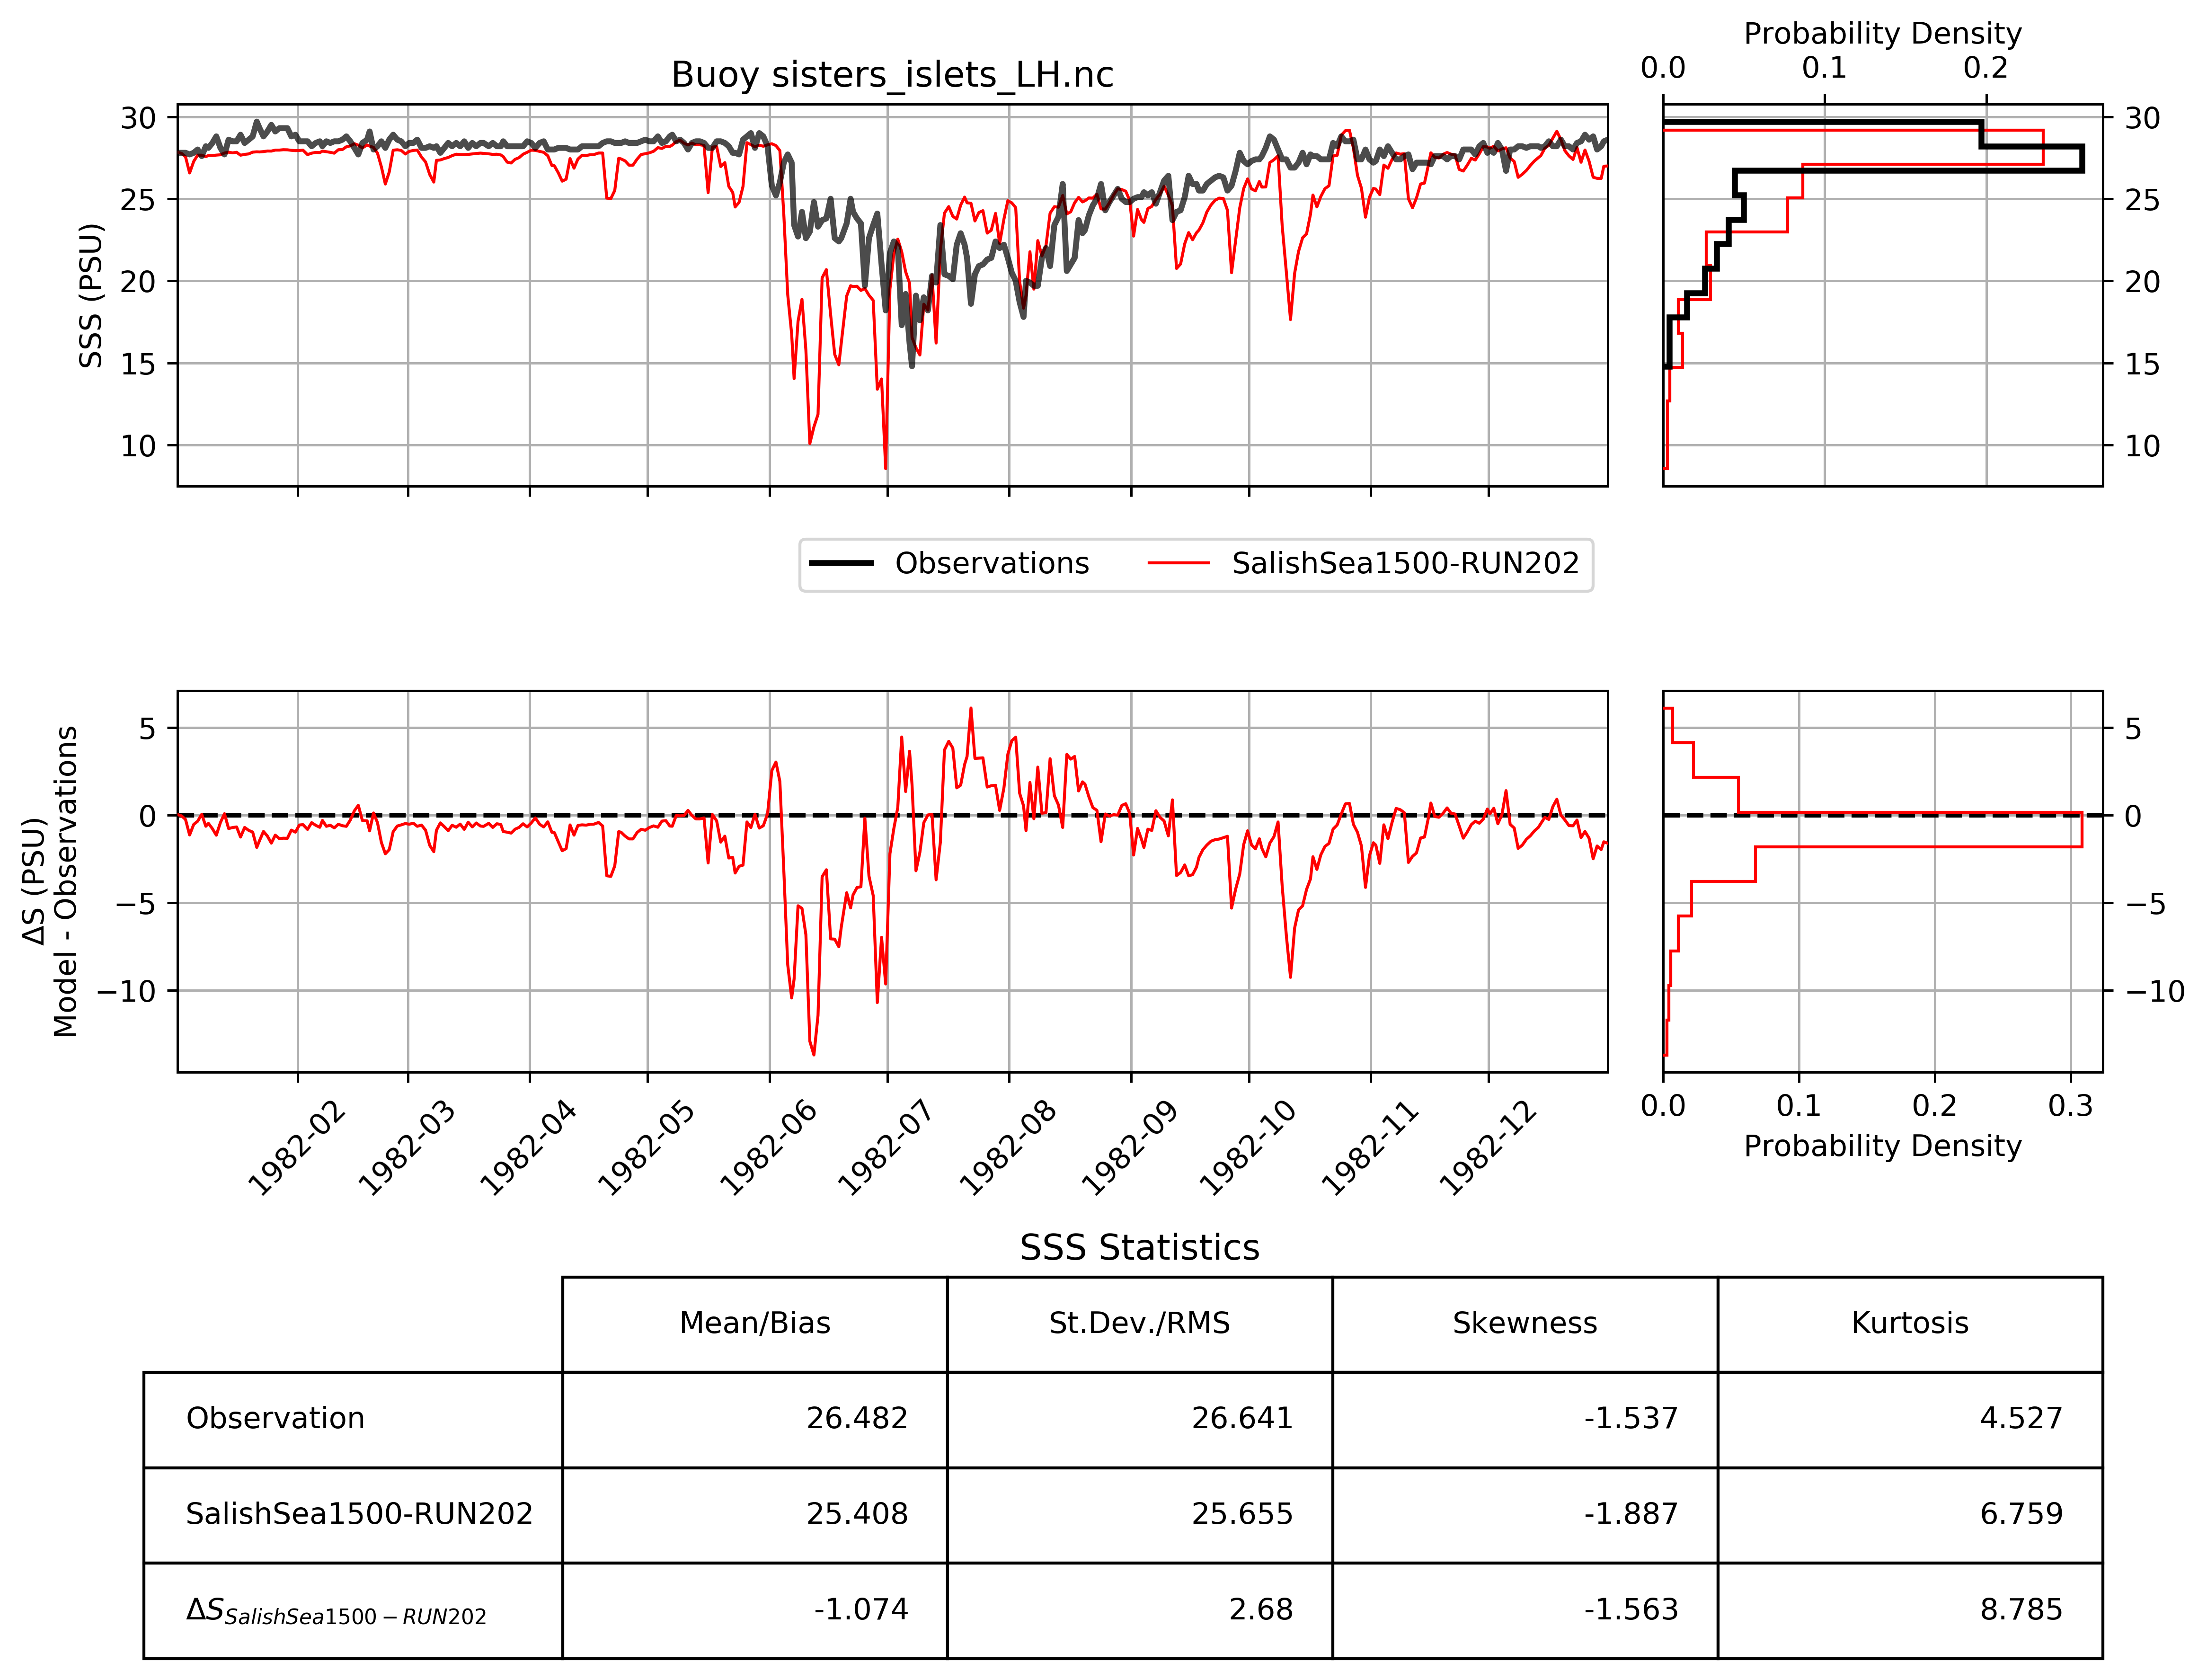 Probability Density
0.0 0.1 0.2
Buoy sisters_islets_LH.nc
30
25
20
15
10
SSS (PSU)
30
25
20
15
10
Observations SalishSea1500-RUN202
5
0
−5
−10
ΔS (PSU)
Model - Observations
5
0
−5
−10
0.0 0.1 0.2 0.3
Probability Density
1982-02 1982-03 1982-04 1982-05 1982-06 1982-07 1982-08 1982-09 1982-10 1982-11 1982-12
SSS Statistics
Mean/Bias St.Dev./RMS Skewness Kurtosis
Observation 26.482 26.641 -1.537 4.527
SalishSea1500-RUN202 25.408 25.655 -1.887 6.759
ΔS SalishSea1500−RUN202 -1.074 2.68 -1.563 8.785